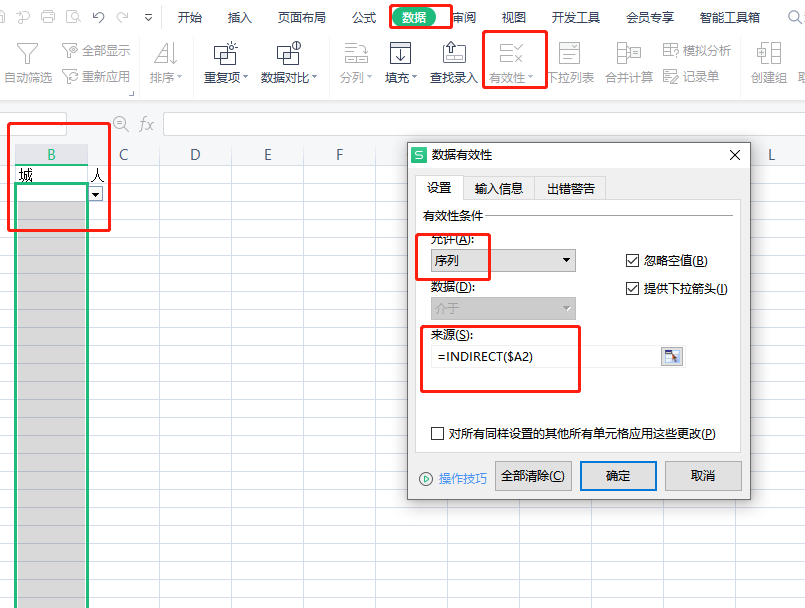 开始 插入 页面布局 公式 数据 审阅 视图 开发工具 会员专享 智能工具箱
自动筛选 全部显示 重新应用 排序 重复项 数据对比 分列 填充 查找录入 有效性 下拉列表 合并计算 模拟分析 记录单 创建组
fx
B C D E F L
城 人
S 数据有效性
设置 输入信息 出错警告
有效性条件
允许(A):
序列 忽略空值(B)
数据(D): 提供下拉箭头(I)
介于
来源(S):
=INDIRECT($A2)
对所有同样设置的其他所有单元格应用这些更改(P)
操作技巧 全部清除(C) 确定 取消